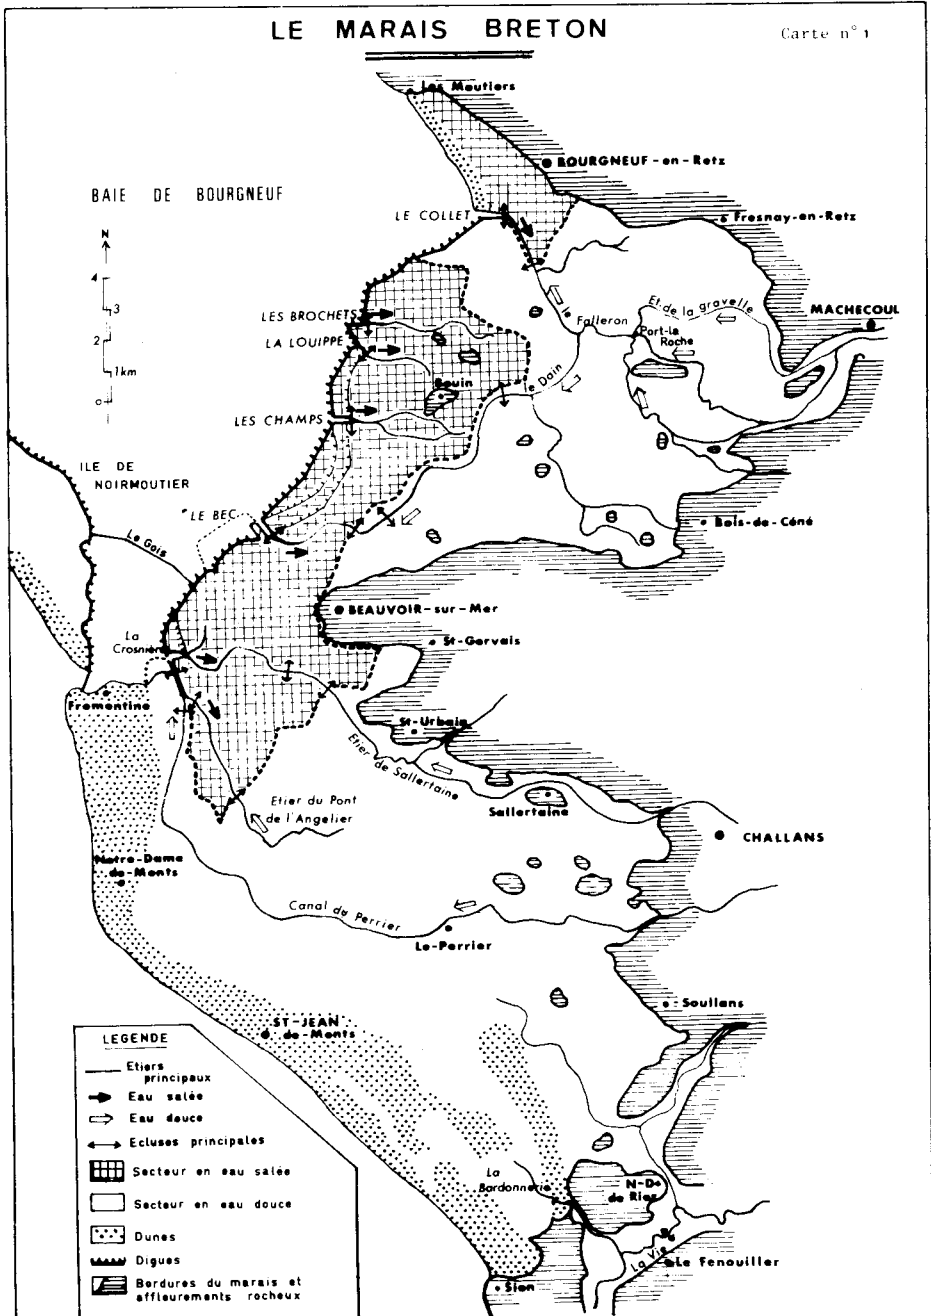 LE MARAIS BRETON
Carte n°1
Les Moutiers
BOURGNEUF-en-Retz
BAIE DE BOURGNEUF
LE COLLET
Fresnay-en-Retz
N
4
3
2
1km
0
LES BROCHETS
LA LOUIPPE
Et. de la gravelle
MACHECOUL
le Falleron
Port-la
Roche
Bouin
le Dain
LES CHAMPS
ILE DE
NOIRMOUTIER
LE BEC
Bois-de-Céné
Le Gois
BEAUVOIR-sur-Mer
La
Crosnière
St-Gervais
Fromentine
St-Urbain
Etier de Sallertaine
Etier du Pont
de l'Angelier
Sallertaine
CHALLANS
Notre-Dame
de-Monts
Canal du Perrier
Le-Perrier
Soullans
ST-JEAN
de-Monts
La
Bardonnerie
N-D
de Riez
La Vie
Le Fenouiller
Sion
LEGENDE
Etiers
principaux
Eau salée
Eau douce
Ecluses principales
Secteur en eau salée
Secteur en eau douce
Dunes
Digues
Bordures du marais et
affleurements rocheux